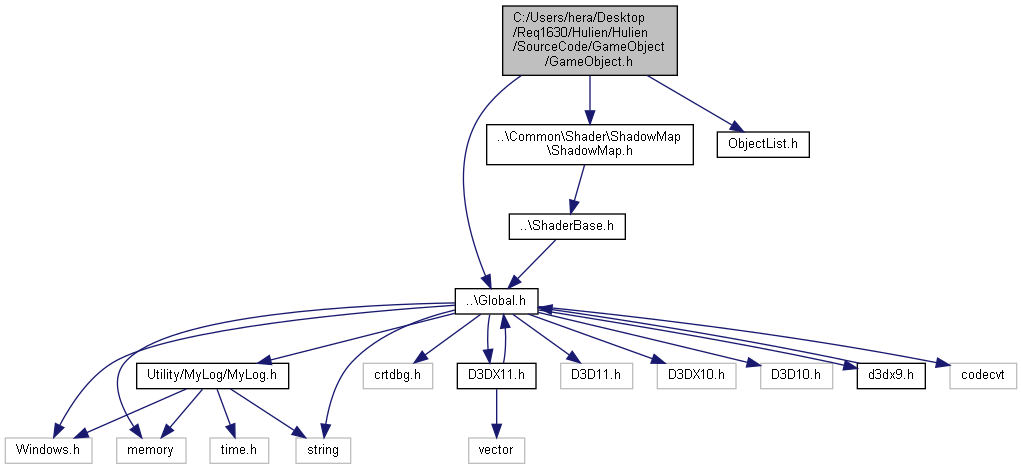 C:/Users/hera/Desktop
/Req1630/Hulien/Hulien
/SourceCode/GameObject
/GameObject.h
..\Common\Shader\ShadowMap
\ShadowMap.h
ObjectList.h
..\ShaderBase.h
..\Global.h
Utility/MyLog/MyLog.h
crtdbg.h
D3DX11.h
D3D11.h
D3DX10.h
D3D10.h
d3dx9.h
codecvt
Windows.h
memory
time.h
string
vector